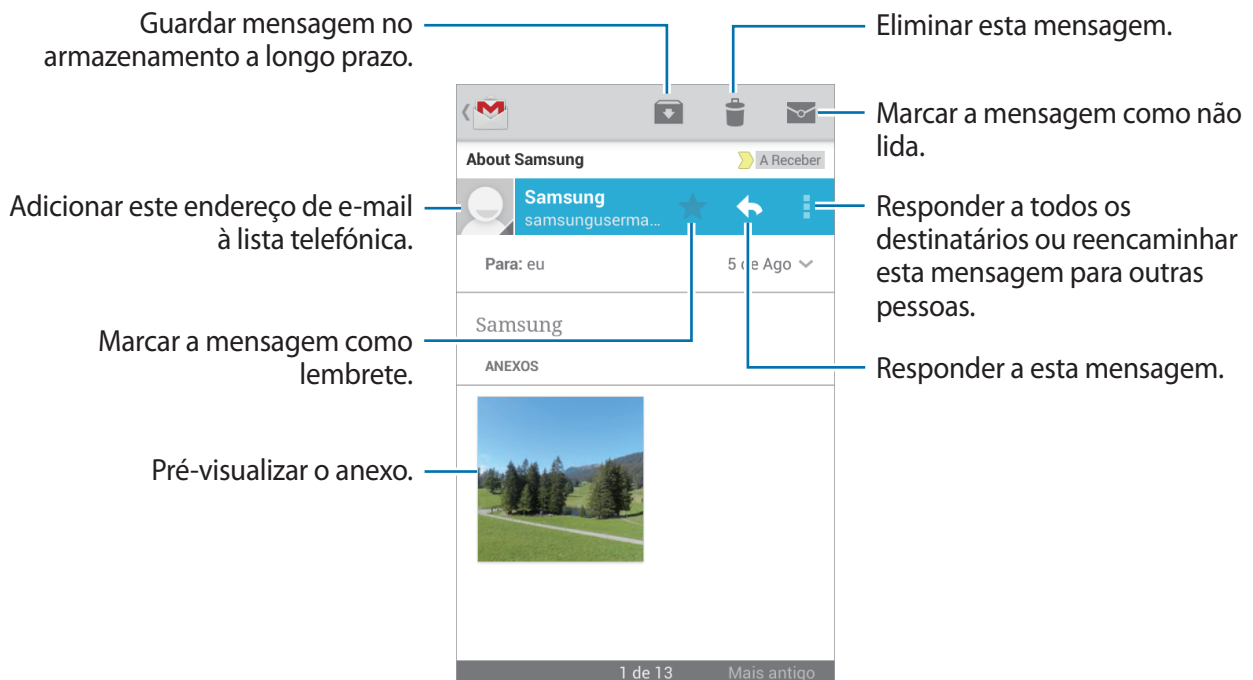 Guardar mensagem no
armazenamento a longo prazo.
Eliminar esta mensagem.
Marcar a mensagem como não
lida.
About Samsung
A Receber
Adicionar este endereço de e-mail
à lista telefónica.
Samsung
samsunguserma...
Responder a todos os
destinatários ou reencaminhar
esta mensagem para outras
pessoas.
Para: eu
5 de Ago
Samsung
Marcar a mensagem como
lembrete.
ANEXOS
Responder a esta mensagem.
Pré-visualizar o anexo.
1 de 13
Mais antigo